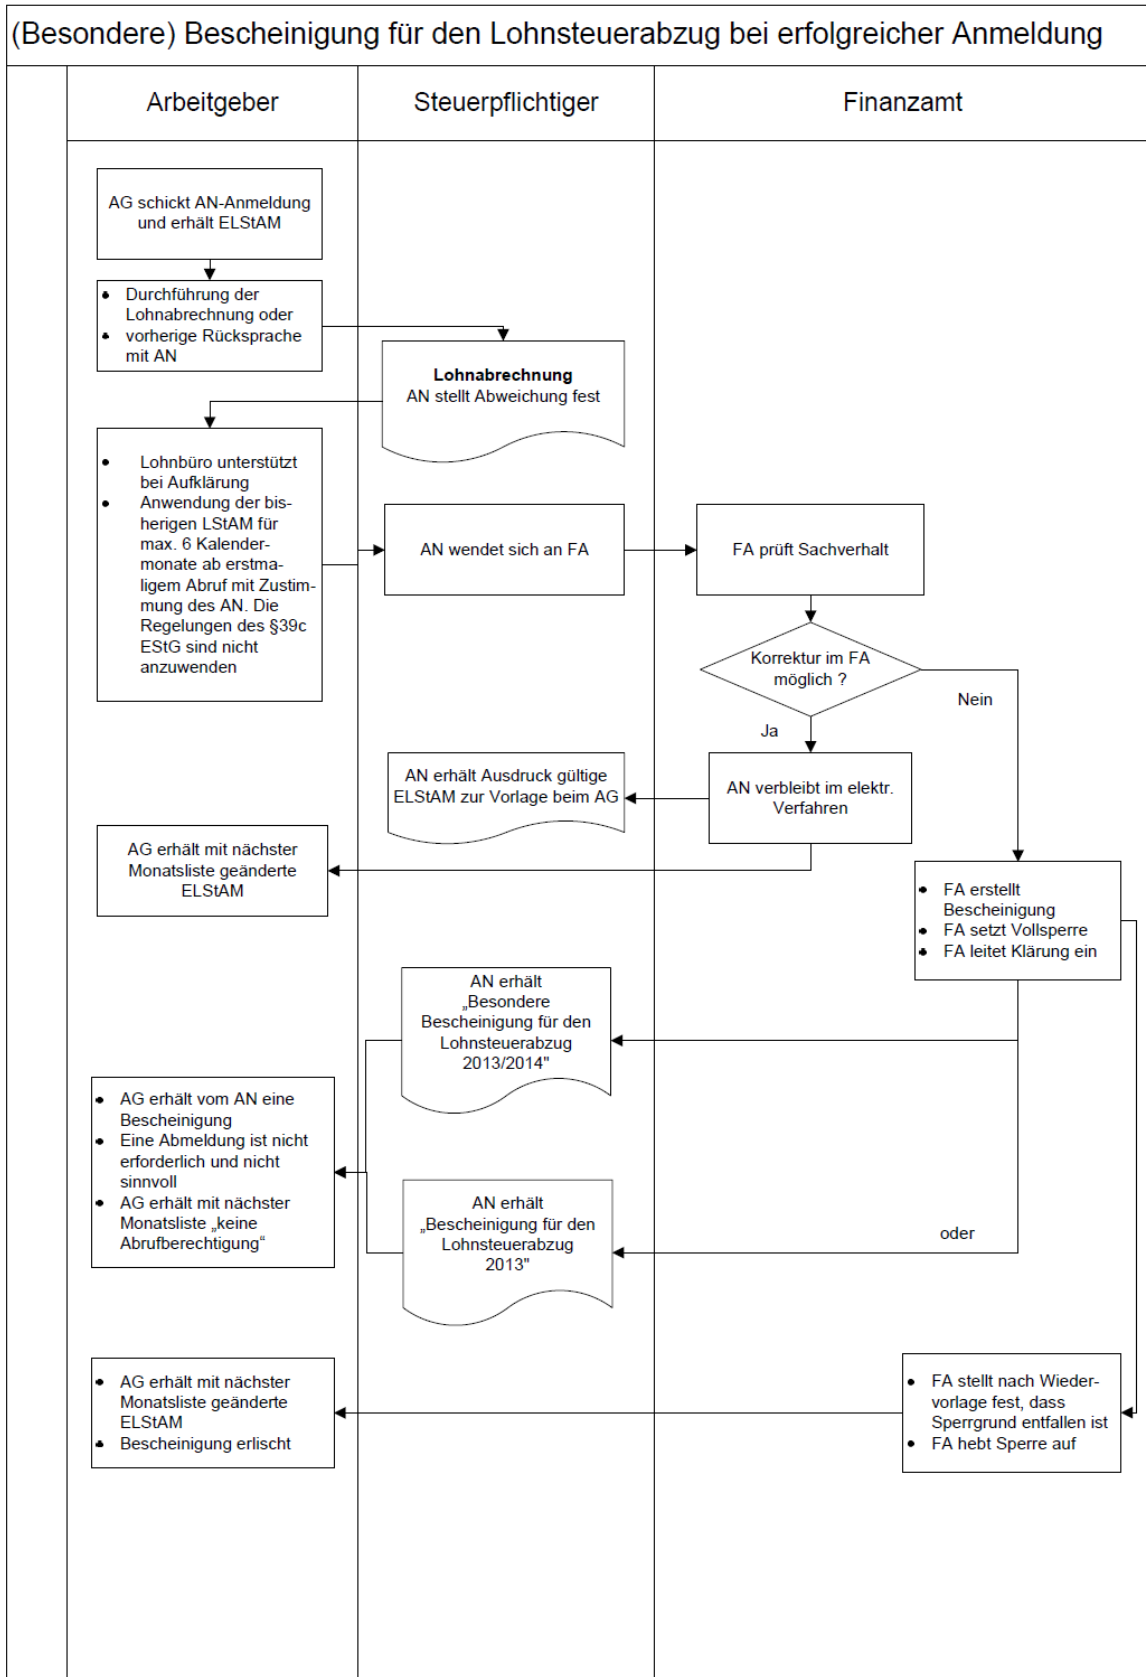 (Besondere) Bescheinigung für den Lohnsteuerabzug bei erfolgreicher Anmeldung
Arbeitgeber
Steuerpflichtiger
Finanzamt
AG schickt AN-Anmeldung
und erhält ELStAM
• Durchführung der
Lohnabrechnung oder
• vorherige Rücksprache
mit AN
Lohnabrechnung
AN stellt Abweichung fest
• Lohnbüro unterstützt
bei Aufklärung
• Anwendung der bis-
herigen LStAM für
max. 6 Kalender-
monate ab erstma-
ligem Abruf mit Zustim-
mung des AN. Die
Regelungen des §39c
EStG sind nicht
anzuwenden
AN wendet sich an FA
FA prüft Sachverhalt
Korrektur im FA
möglich ?
Nein
Ja
AN verbleibt im elektr.
Verfahren
AN erhält Ausdruck gültige
ELStAM zur Vorlage beim AG
AG erhält mit nächster
Monatsliste geänderte
ELStAM
• FA erstellt
Bescheinigung
• FA setzt Vollsperre
• FA leitet Klärung ein
AN erhält
„Besondere
Bescheinigung für den
Lohnsteuerabzug
2013/2014"
• AG erhält vom AN eine
Bescheinigung
• Eine Abmeldung ist nicht
erforderlich und nicht
sinnvoll
• AG erhält mit nächster
Monatsliste „keine
Abrufberechtigung“
AN erhält
„Bescheinigung für den
Lohnsteuerabzug
2013"
oder
• AG erhält mit nächster
Monatsliste geänderte
ELStAM
• Bescheinigung erlischt
• FA stellt nach Wieder-
vorlage fest, dass
Sperrgrund entfallen ist
• FA hebt Sperre auf